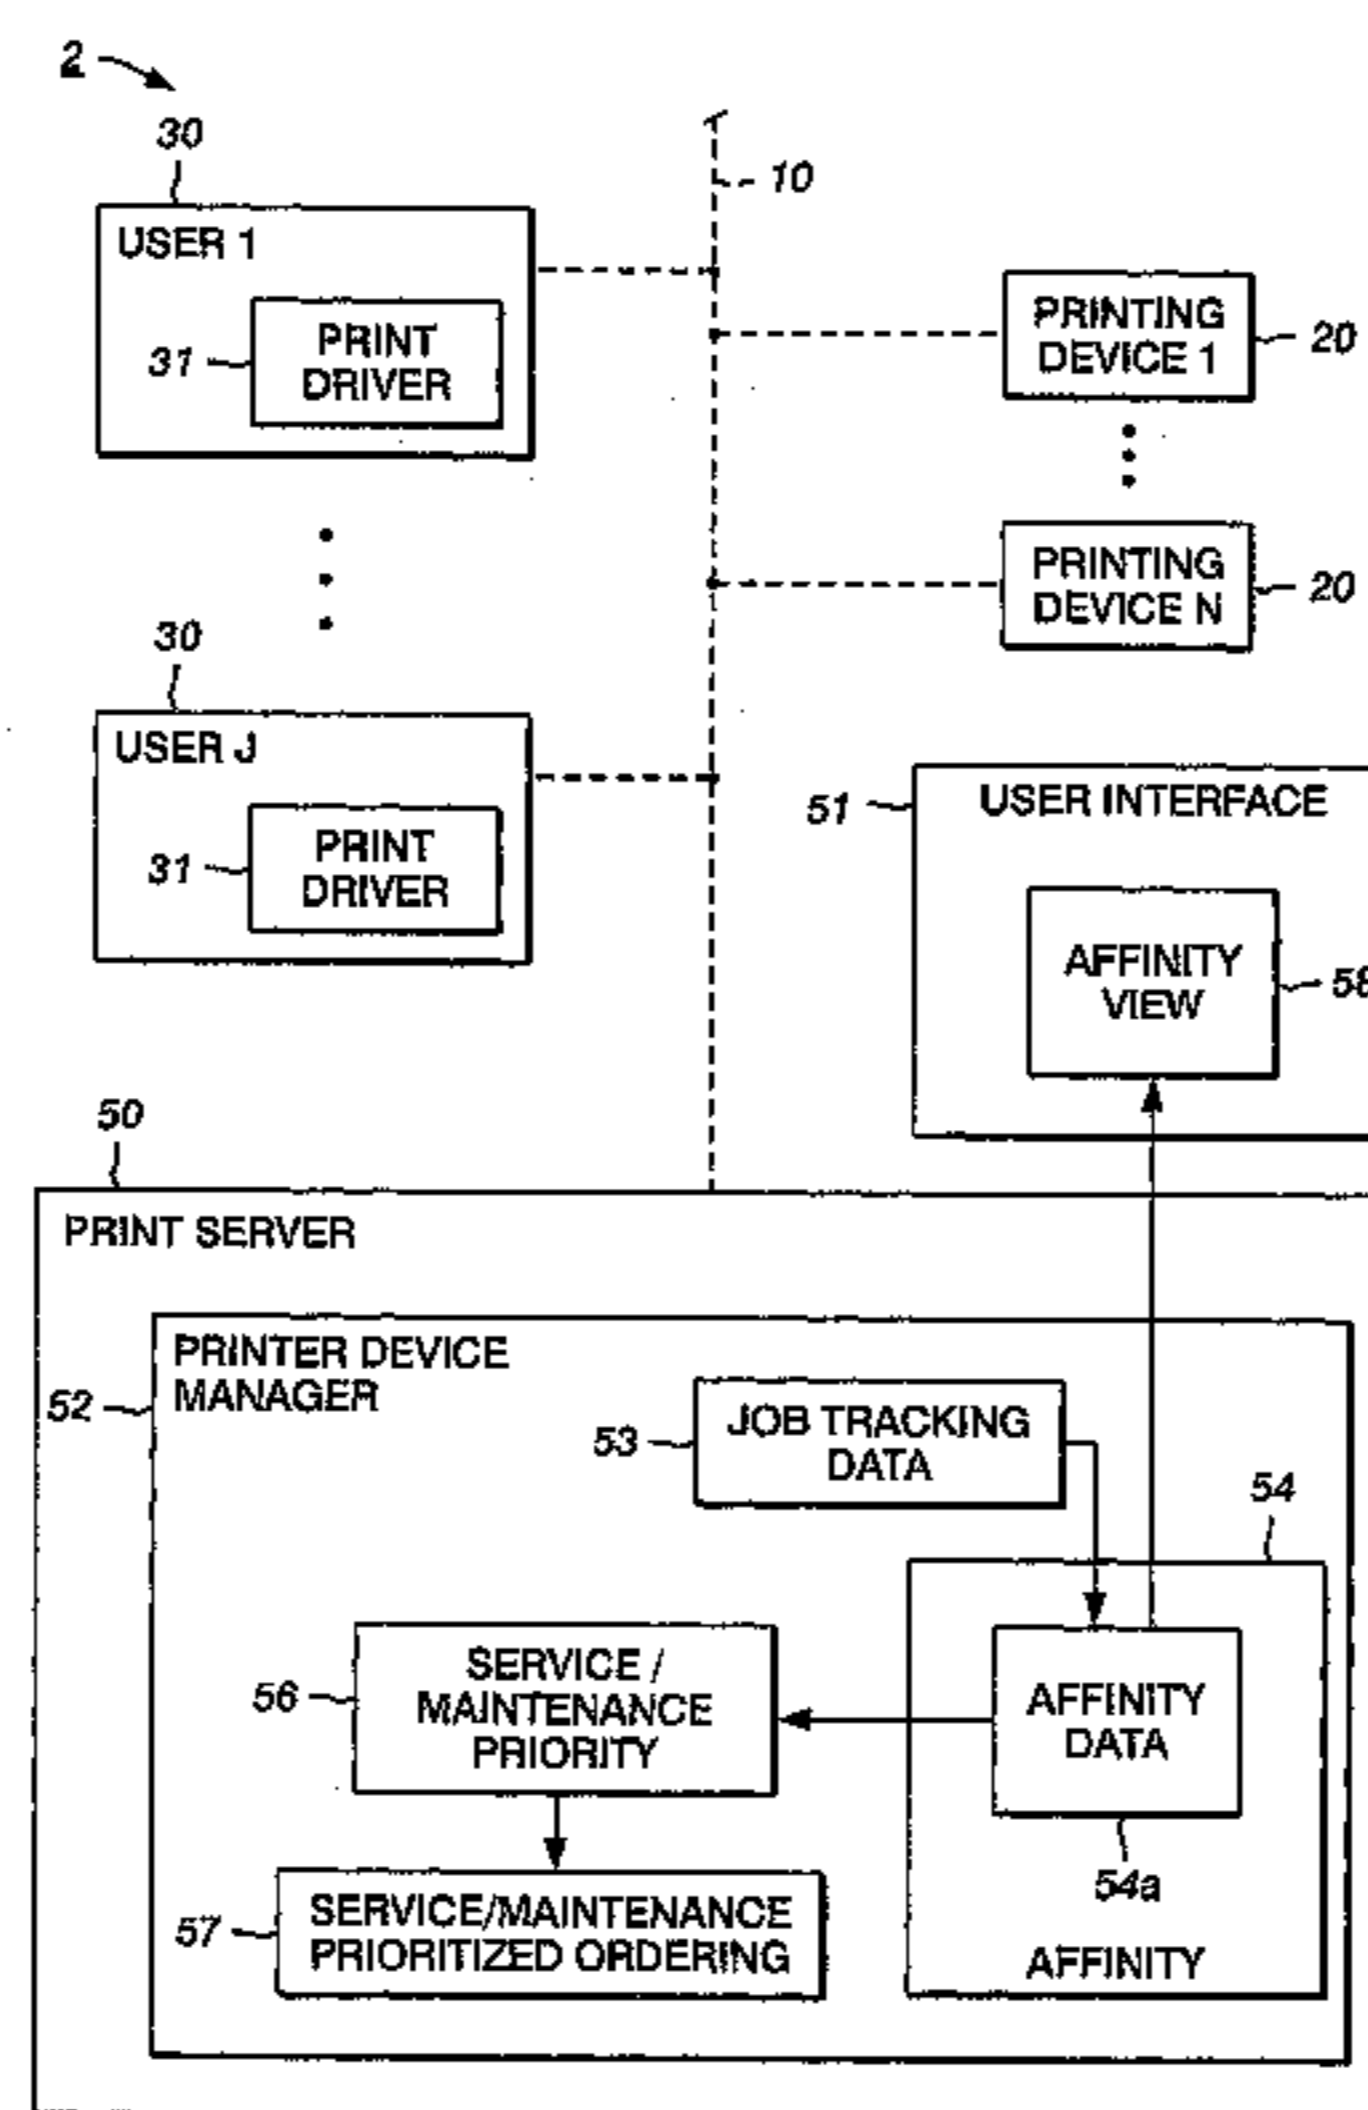 2
30
10
USER 1
PRINT
DRIVER
31
PRINTING
DEVICE 1
20
PRINTING
DEVICE N
20
30
USER J
PRINT
DRIVER
31
51
USER INTERFACE
AFFINITY
VIEW
58
50
PRINT SERVER
PRINTER DEVICE
MANAGER
52
53
JOB TRACKING
DATA
54
56
SERVICE /
MAINTENANCE
PRIORITY
AFFINITY
DATA
54a
57
SERVICE/MAINTENANCE
PRIORITIZED ORDERING
AFFINITY